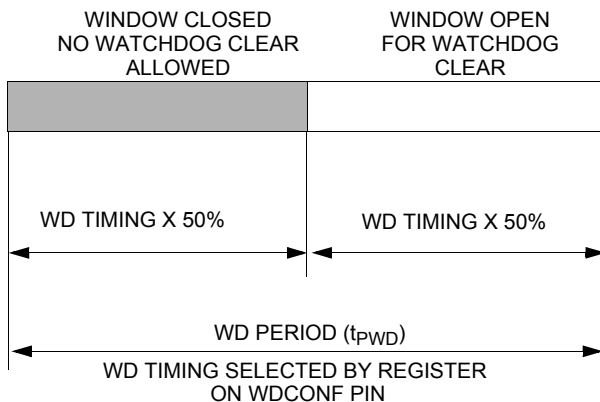 WINDOW CLOSED
NO WATCHDOG CLEAR
ALLOWED
WINDOW OPEN
FOR WATCHDOG
CLEAR
WD TIMING X 50%
WD TIMING X 50%
WD PERIOD (tPWD)
WD TIMING SELECTED BY REGISTER
ON WDCONF PIN